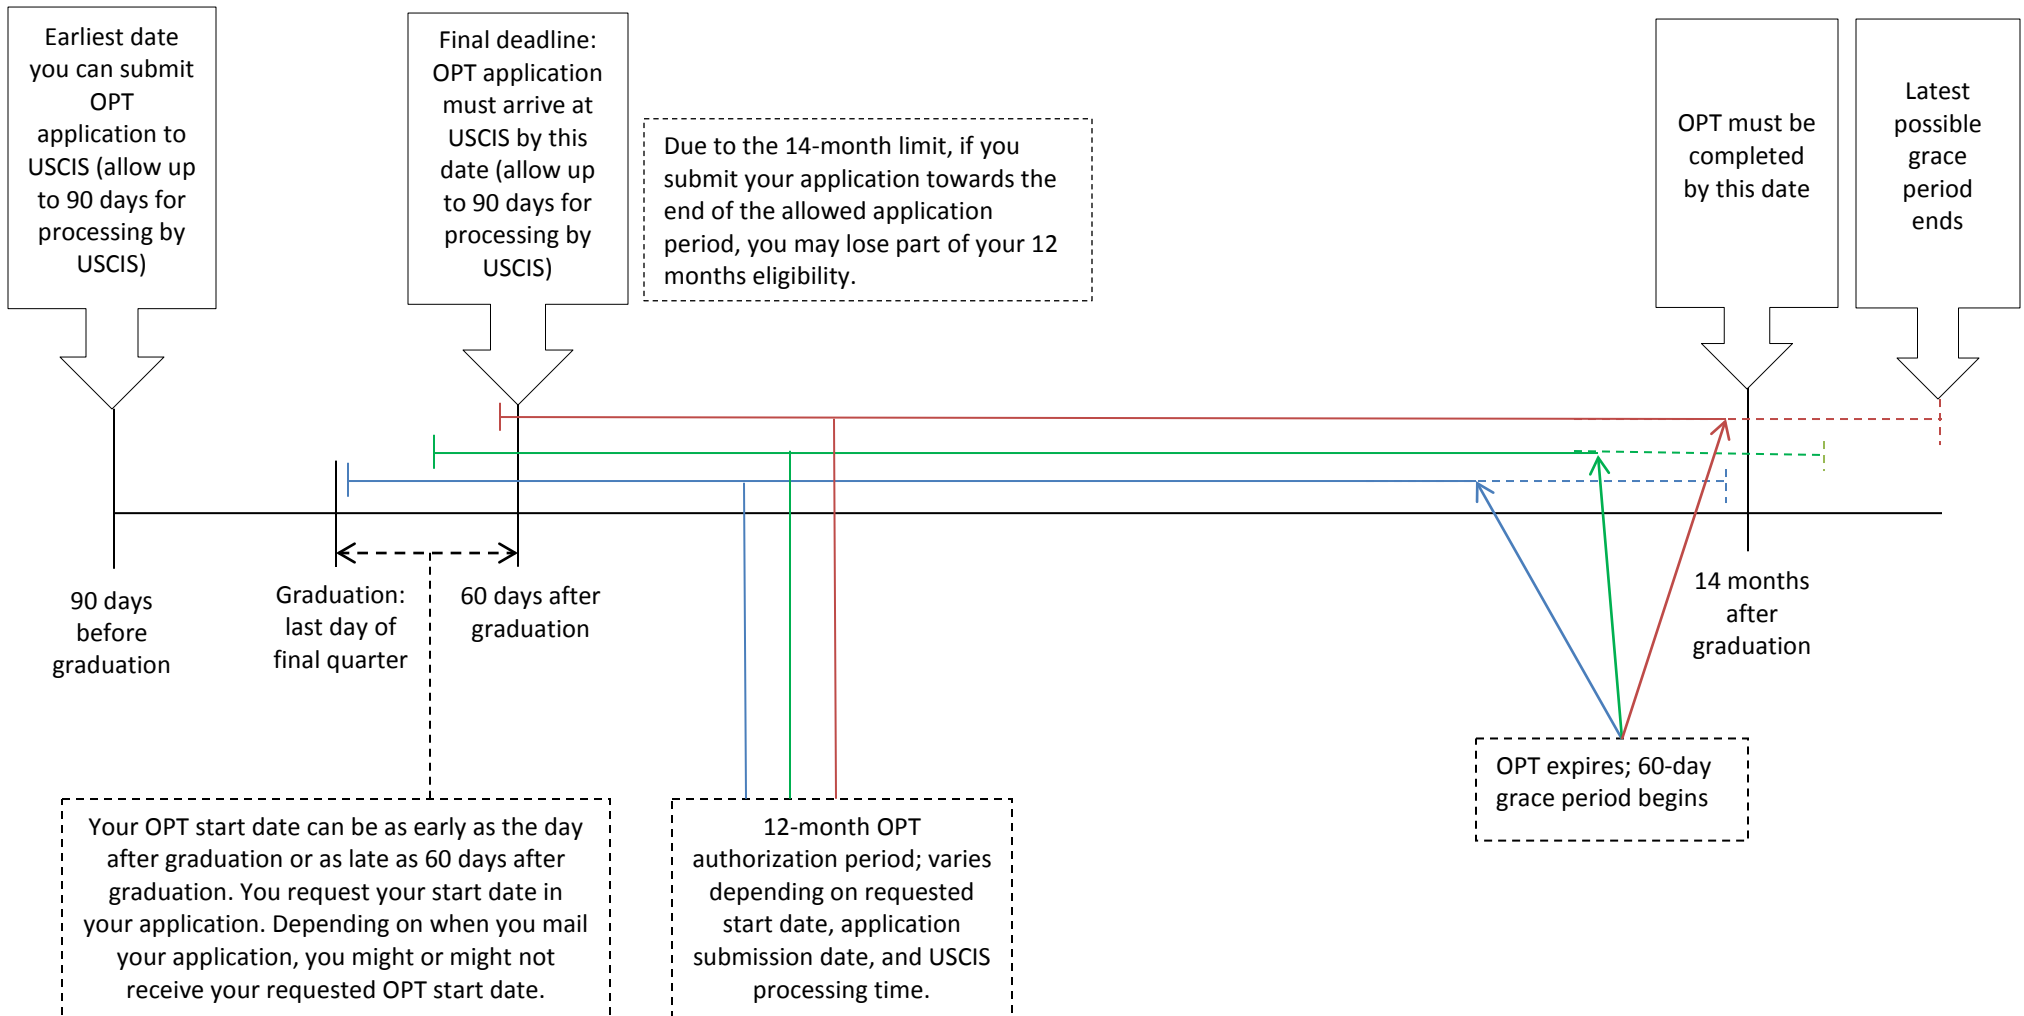 Earliest date
you can submit
OPT
application to
USCIS (allow up
to 90 days for
processing by
USCIS)
Final deadline:
OPT application
must arrive at
USCIS by this
date (allow up
to 90 days for
processing by
USCIS)
Due to the 14-month limit, if you
submit your application towards the
end of the allowed application
period, you may lose part of your 12
months eligibility.
OPT must be
completed
by this date
Latest
possible
grace
period
ends
90 days
before
graduation
Graduation:
last day of
final quarter
60 days after
graduation
14 months
after
graduation
Your OPT start date can be as early as the day
after graduation or as late as 60 days after
graduation. You request your start date in
your application. Depending on when you mail
your application, you might or might not
receive your requested OPT start date.
12-month OPT
authorization period; varies
depending on requested
start date, application
submission date, and USCIS
processing time.
OPT expires; 60-day
grace period begins